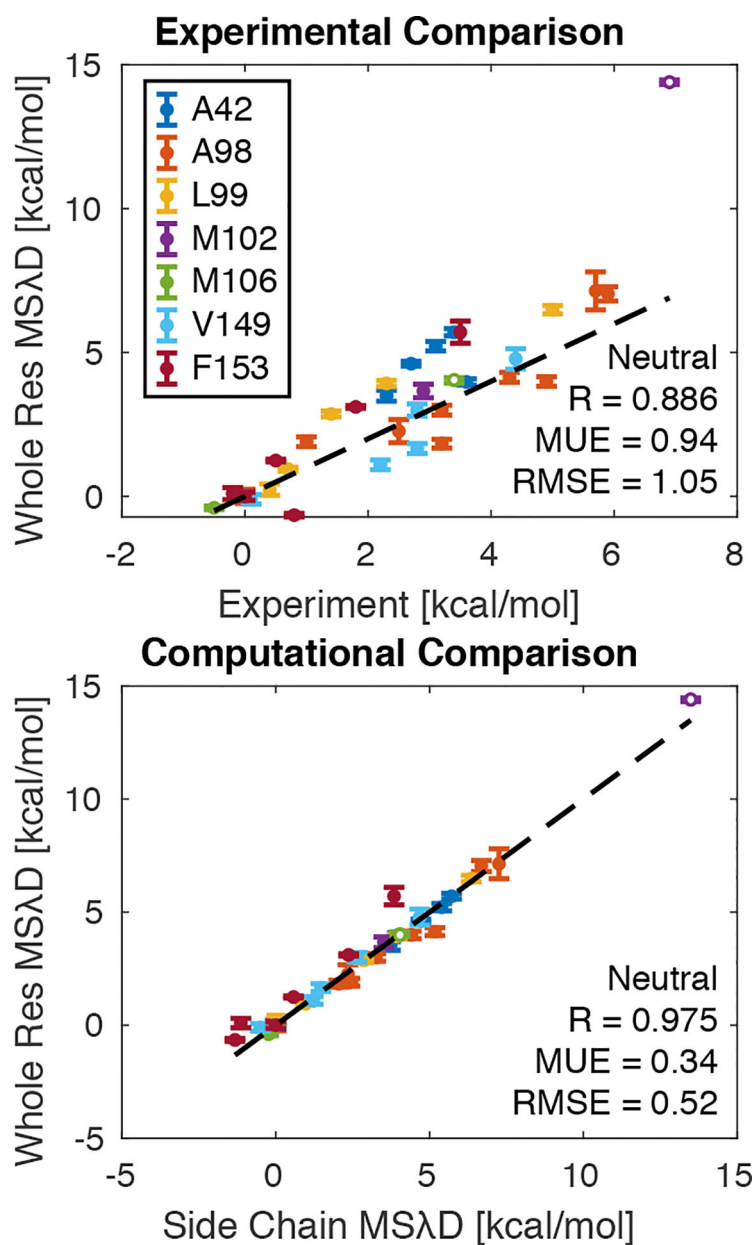 Experimental Comparison
Whole Res MSλD [kcal/mol]
15
10
5
0
A42
A98
L99
M102
M106
V149
F153
Neutral
R = 0.886
MUE = 0.94
RMSE = 1.05
-2 0 2 4 6 8
Experiment [kcal/mol]
Computational Comparison
Whole Res MSλD [kcal/mol]
15
10
5
0
-5
Neutral
R = 0.975
MUE = 0.34
RMSE = 0.52
-5 0 5 10 15
Side Chain MSλD [kcal/mol]